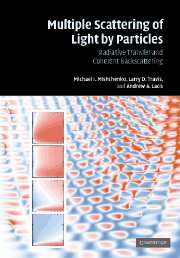 Multiple Scattering of
Light by Particles
Radiative Transfer and
Coherent Backscattering
Michael I. Mishchenko, Larry D. Travis,
and Andrew A. Lacis
CAMBRIDGE